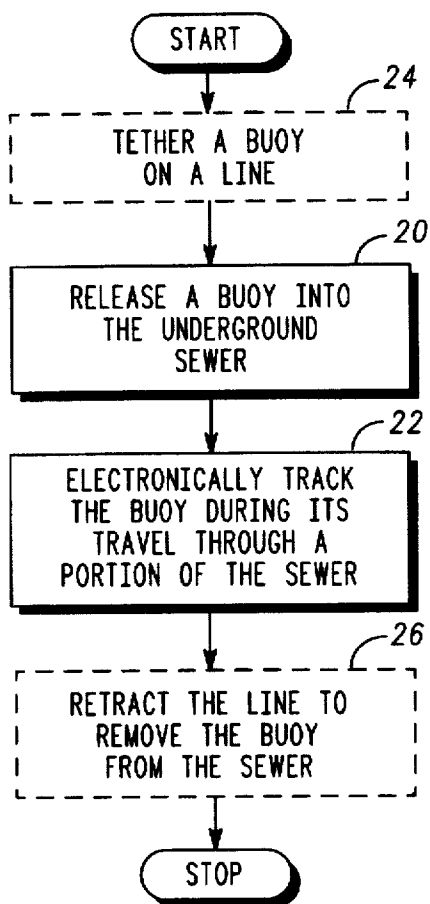 START
24
TETHER A BUOY
ON A LINE
20
RELEASE A BUOY INTO
THE UNDERGROUND
SEWER
22
ELECTRONICALLY TRACK
THE BUOY DURING ITS
TRAVEL THROUGH A
PORTION OF THE SEWER
26
RETRACT THE LINE TO
REMOVE THE BUOY
FROM THE SEWER
STOP